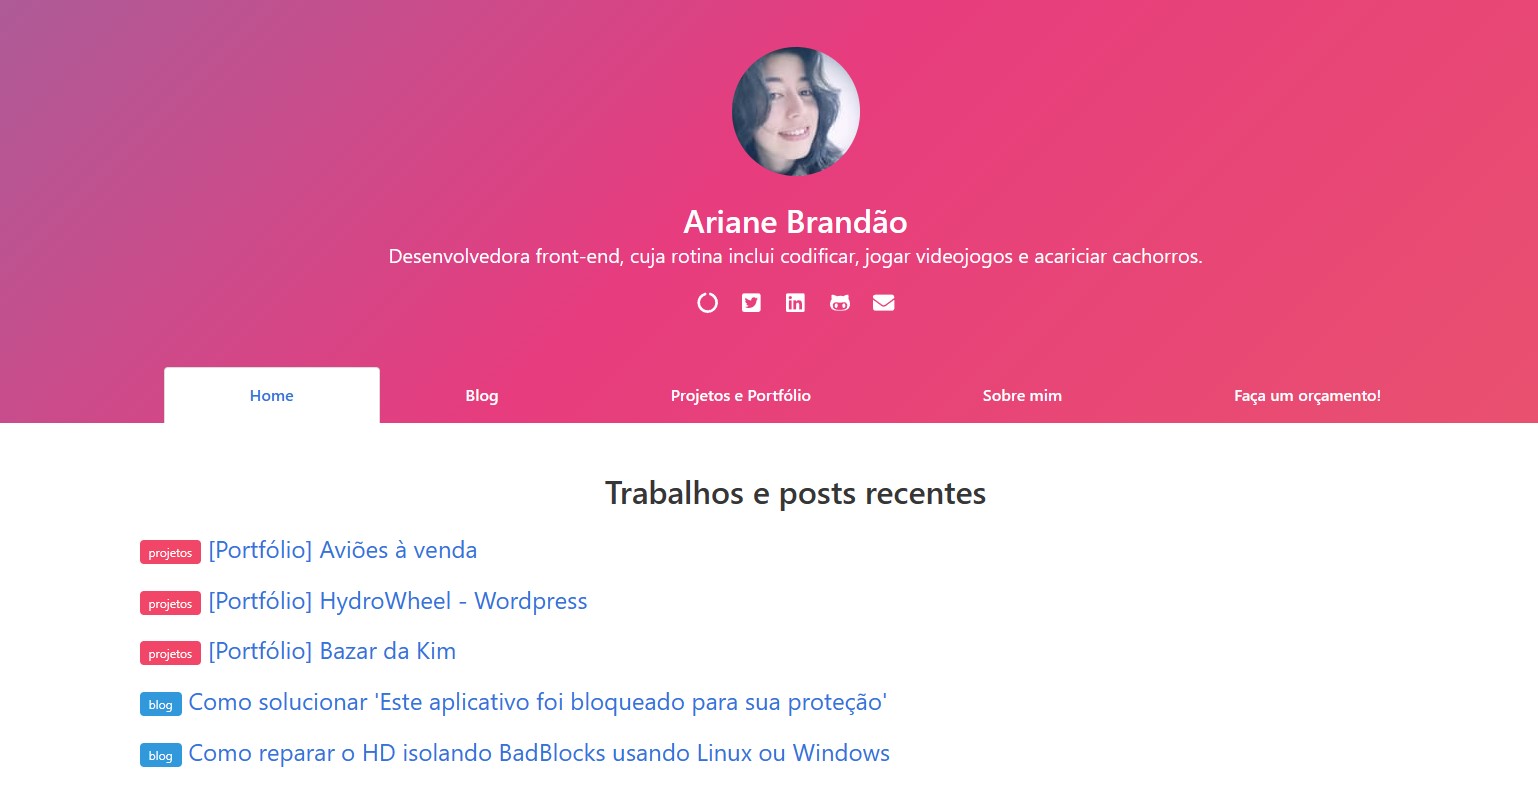 Ariane Brandão
Desenvolvedora front-end, cuja rotina inclui codificar, jogar videojogos e acariciar cachorros.
Home
Blog
Projetos e Portfólio
Sobre mim
Faça um orçamento!
Trabalhos e posts recentes
projetos [Portfólio] Aviões à venda
projetos [Portfólio] HydroWheel - Wordpress
projetos [Portfólio] Bazar da Kim
blog Como solucionar 'Este aplicativo foi bloqueado para sua proteção'
blog Como reparar o HD isolando BadBlocks usando Linux ou Windows